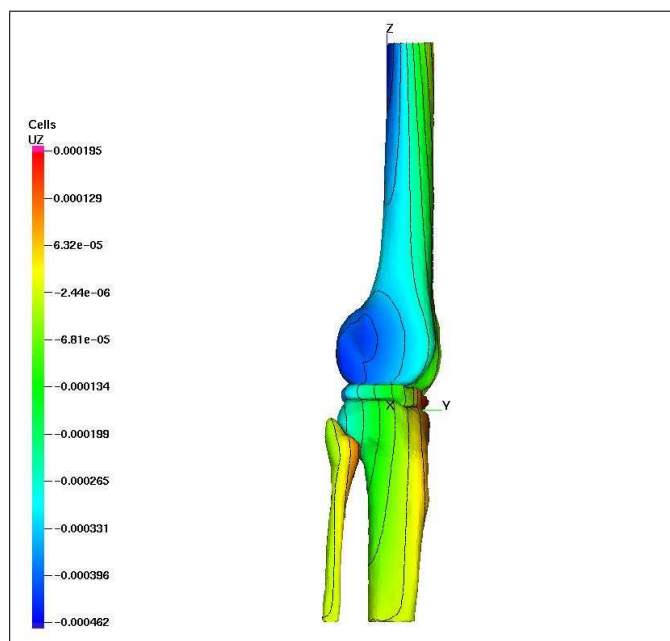 Z
Cells
UZ
0.000195
0.000129
6.32e-05
-2.44e-06
-6.81e-05
-0.000134
-0.000199
-0.000265
-0.000331
-0.000396
-0.000462
X
Y